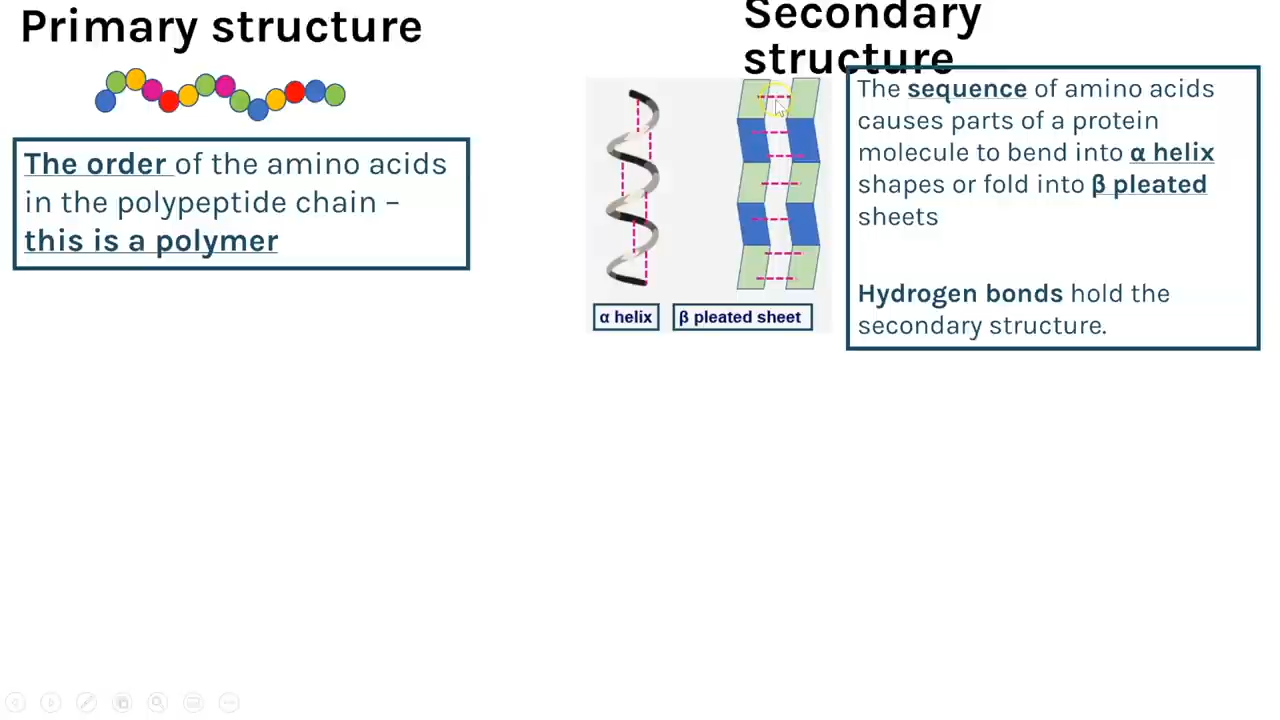 Primary structure
The order of the amino acids
in the polypeptide chain –
this is a polymer
Secondary
structure
α helix
β pleated sheet
The sequence of amino acids
causes parts of a protein
molecule to bend into α helix
shapes or fold into β pleated
sheets
Hydrogen bonds hold the
secondary structure.